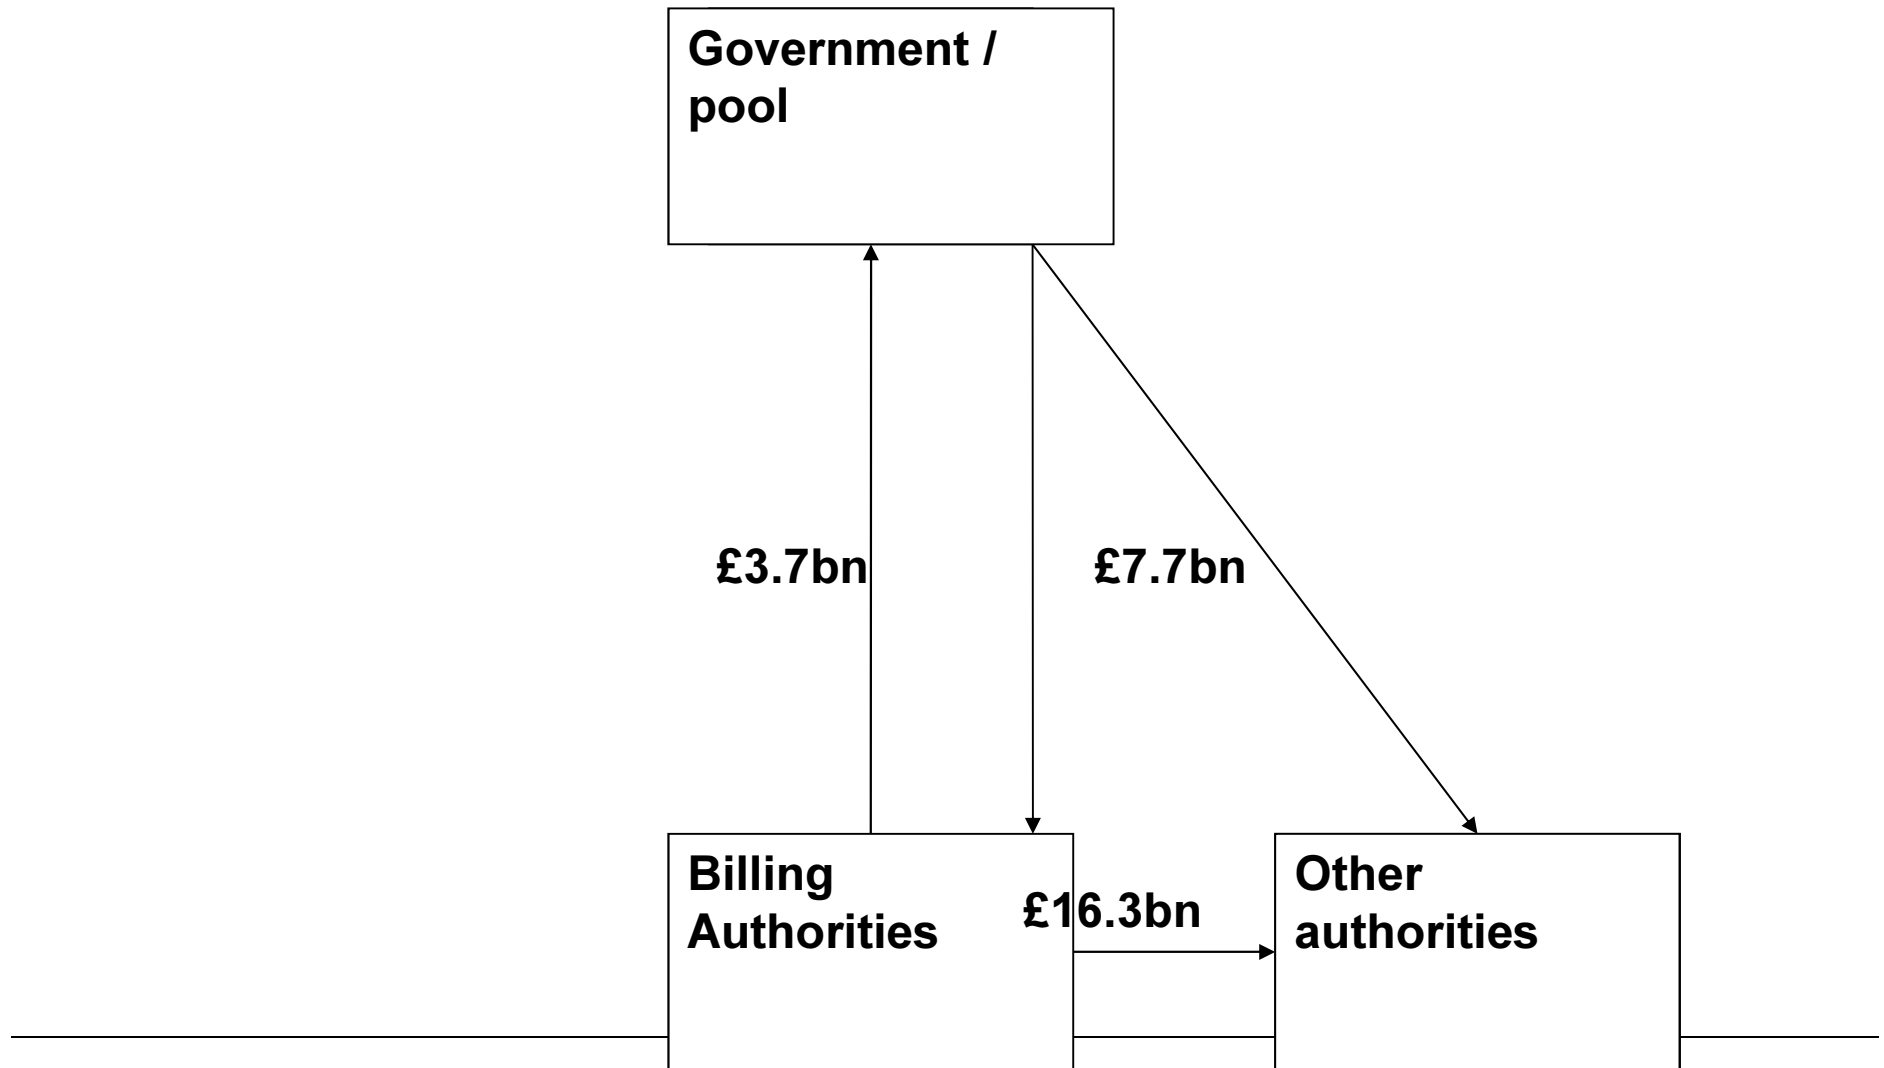 Government /
pool
£3.7bn
£7.7bn
Billing
Authorities
£16.3bn
Other
authorities